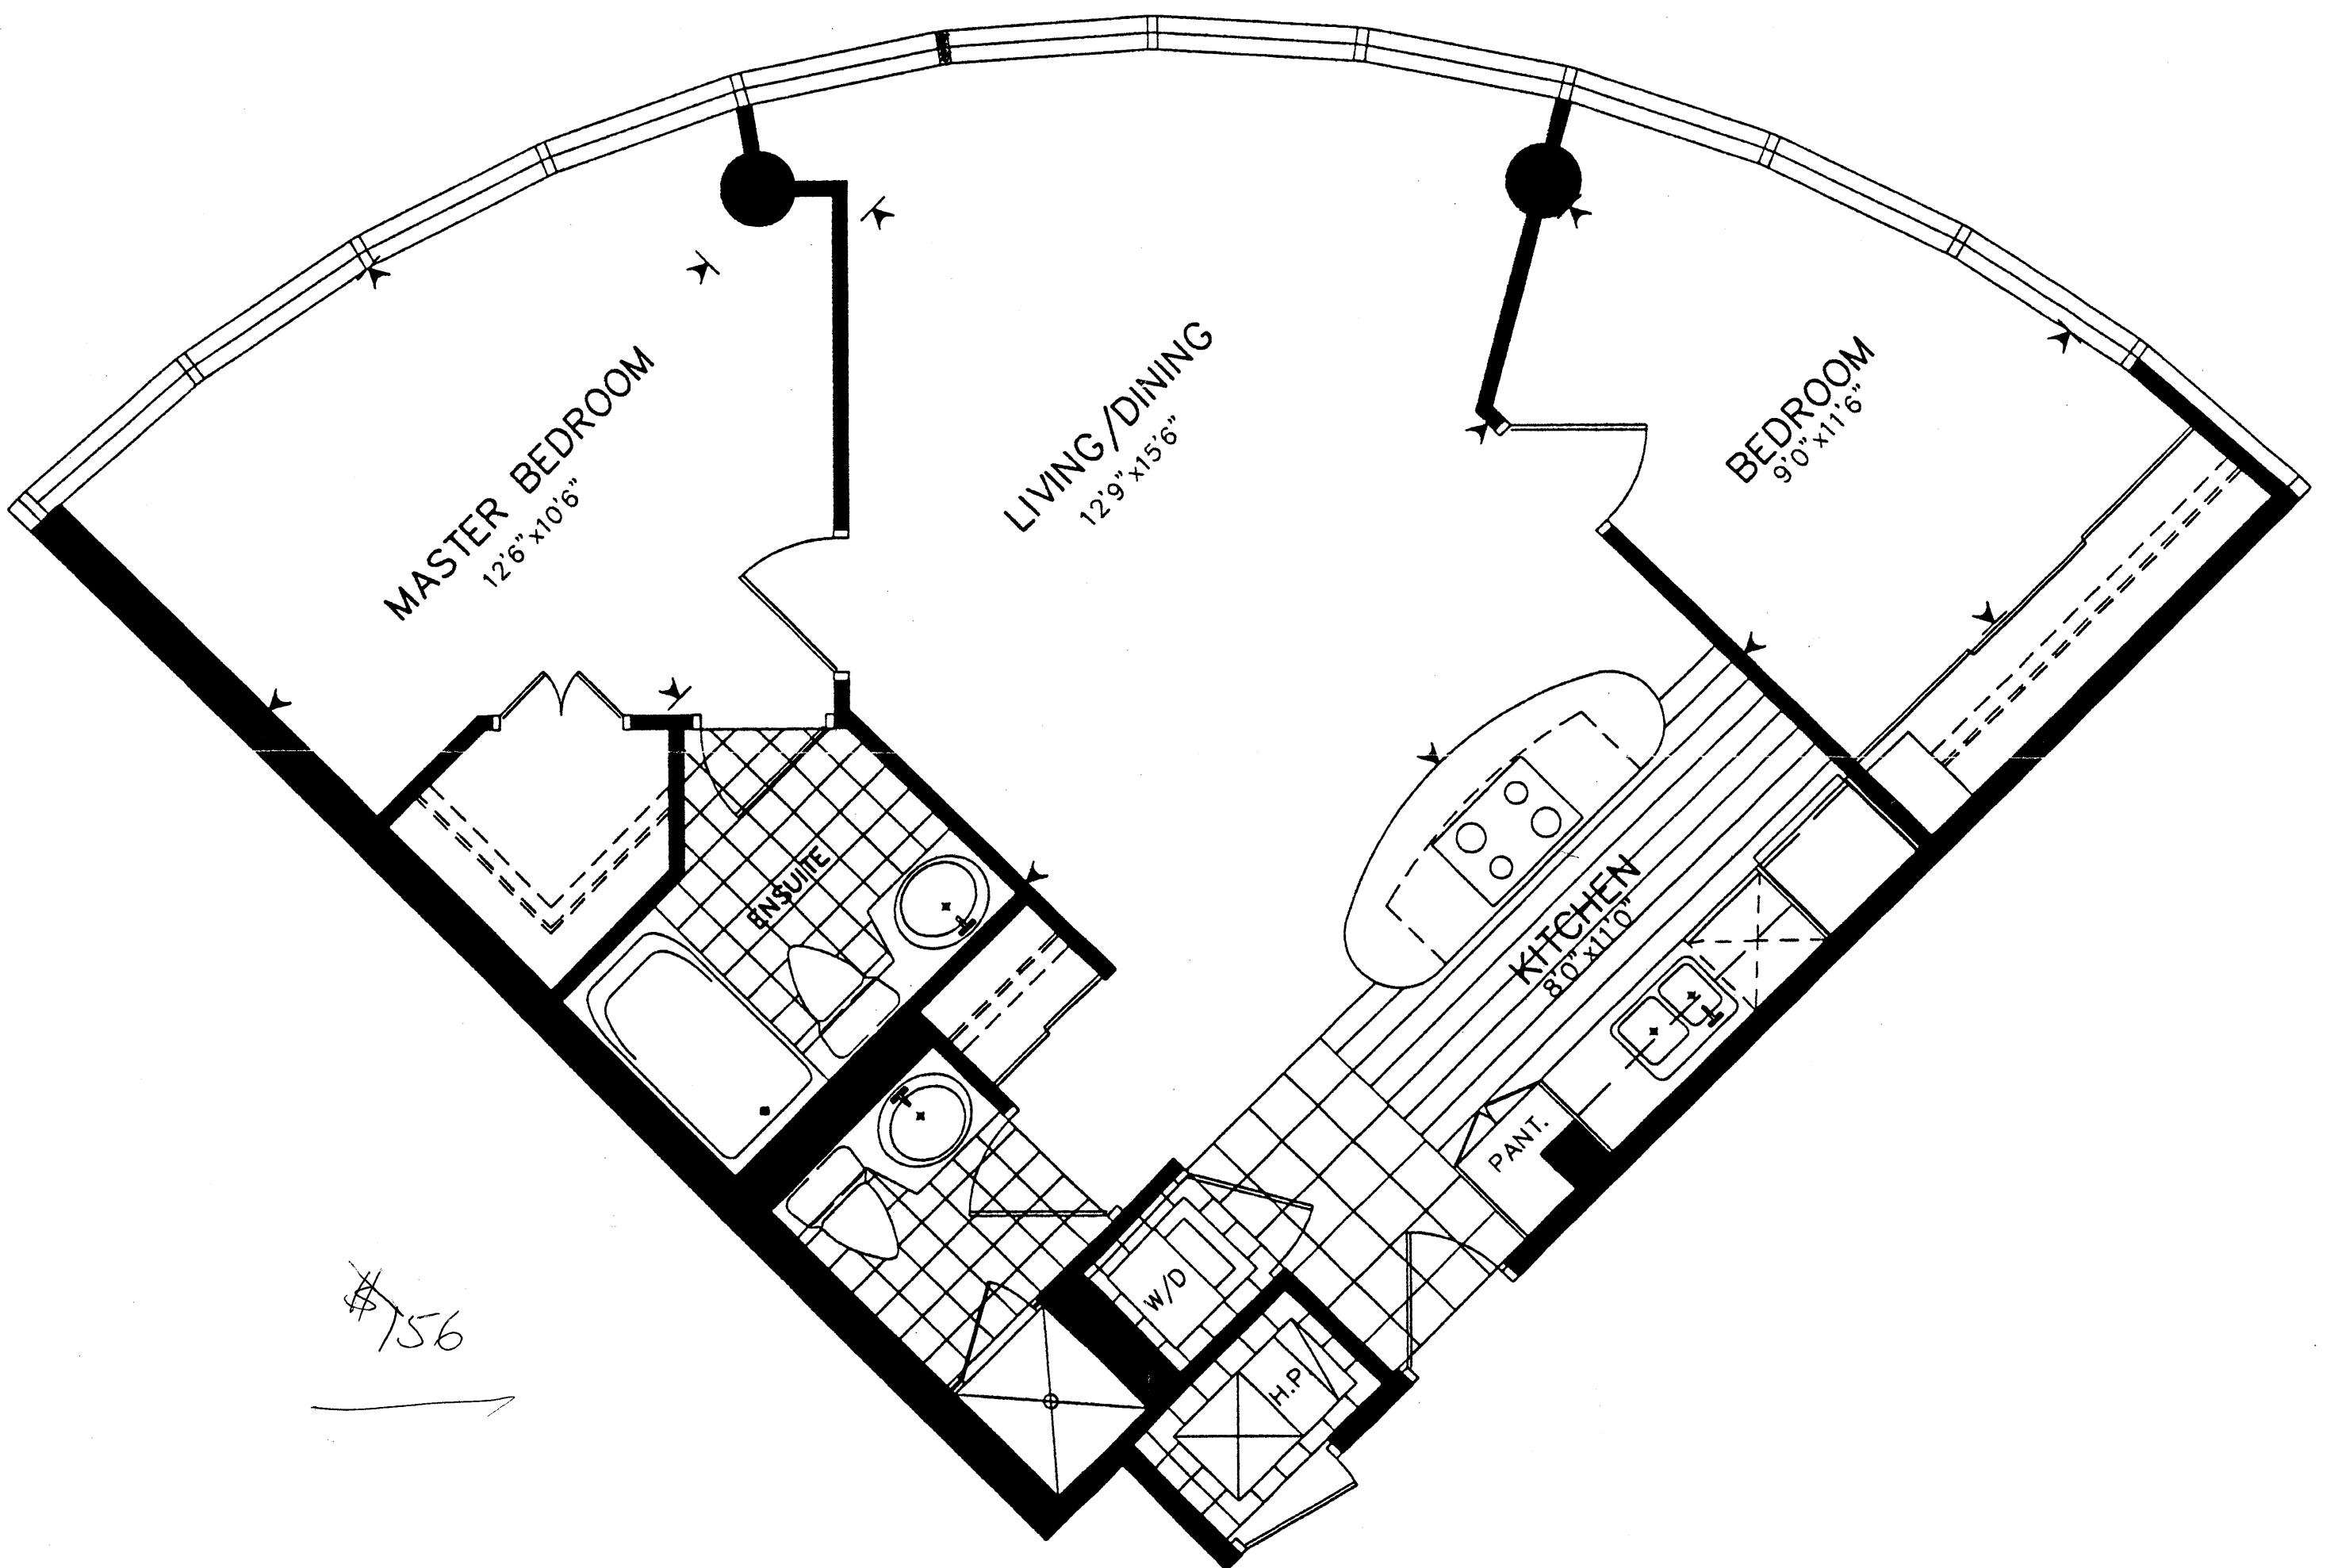 MASTER BEDROOM
12'6"x10'6"
LIVING/DINING
12'9"x15'6"
BEDROOM
9'0"x11'6"
ENSUITE
KITCHEN
8'0"x11'0"
PANT.
W/D
H.P